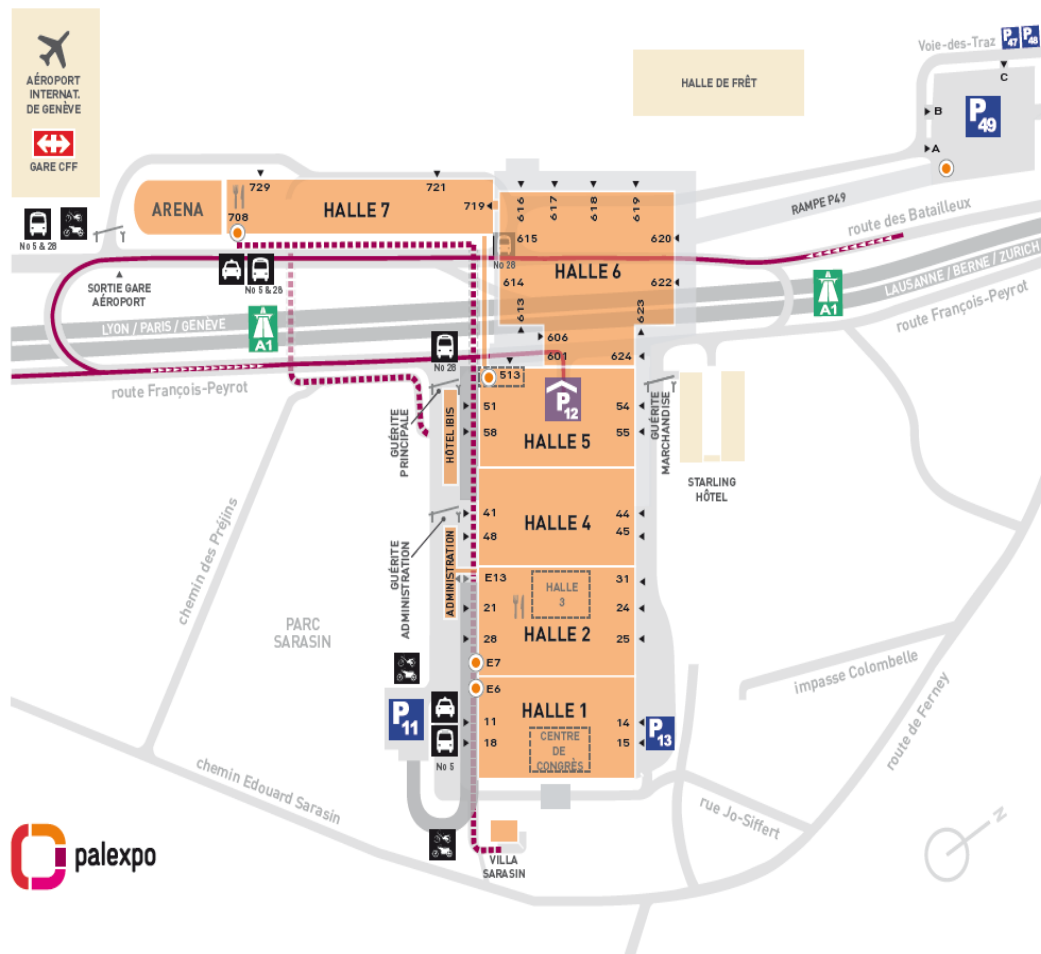 AÉROPORT
INTERNAT.
DE GENÈVE
GARE CFF
HALLE DE FRÊT
Voie-des-Traz
P47
P48
C
B
A
P49
RAMPE P49
route des Batailleux
LAUSANNE / BERNE / ZURICH
route François-Peyrot
A1
729
721
ARENA
708
HALLE 7
719
616
617
618
619
615
620
HALLE 6
614
622
613
623
606
601
624
No 5 & 28
No 5 & 28
No 28
SORTIE GARE
AÉROPORT
LYON / PARIS / GENÈVE
A1
No 28
route François-Peyrot
513
P12
51
54
58
55
HALLE 5
GUÉRITE
PRINCIPALE
HÔTEL IBIS
GUÉRITE
MARCHANDISE
STARLING
HÔTEL
41
44
48
45
HALLE 4
GUÉRITE
ADMINISTRATION
ADMINISTRATION
E13
31
HALLE
3
21
24
HALLE 2
28
25
E7
E6
HALLE 1
11
14
18
15
CENTRE
DE
CONGRÈS
P11
P13
No 5
chemin des Préjins
PARC
SARASIN
chemin Edouard Sarasin
impasse Colombelle
route de Ferney
rue Jo-Siffert
VILLA
SARASIN
N
palexpo